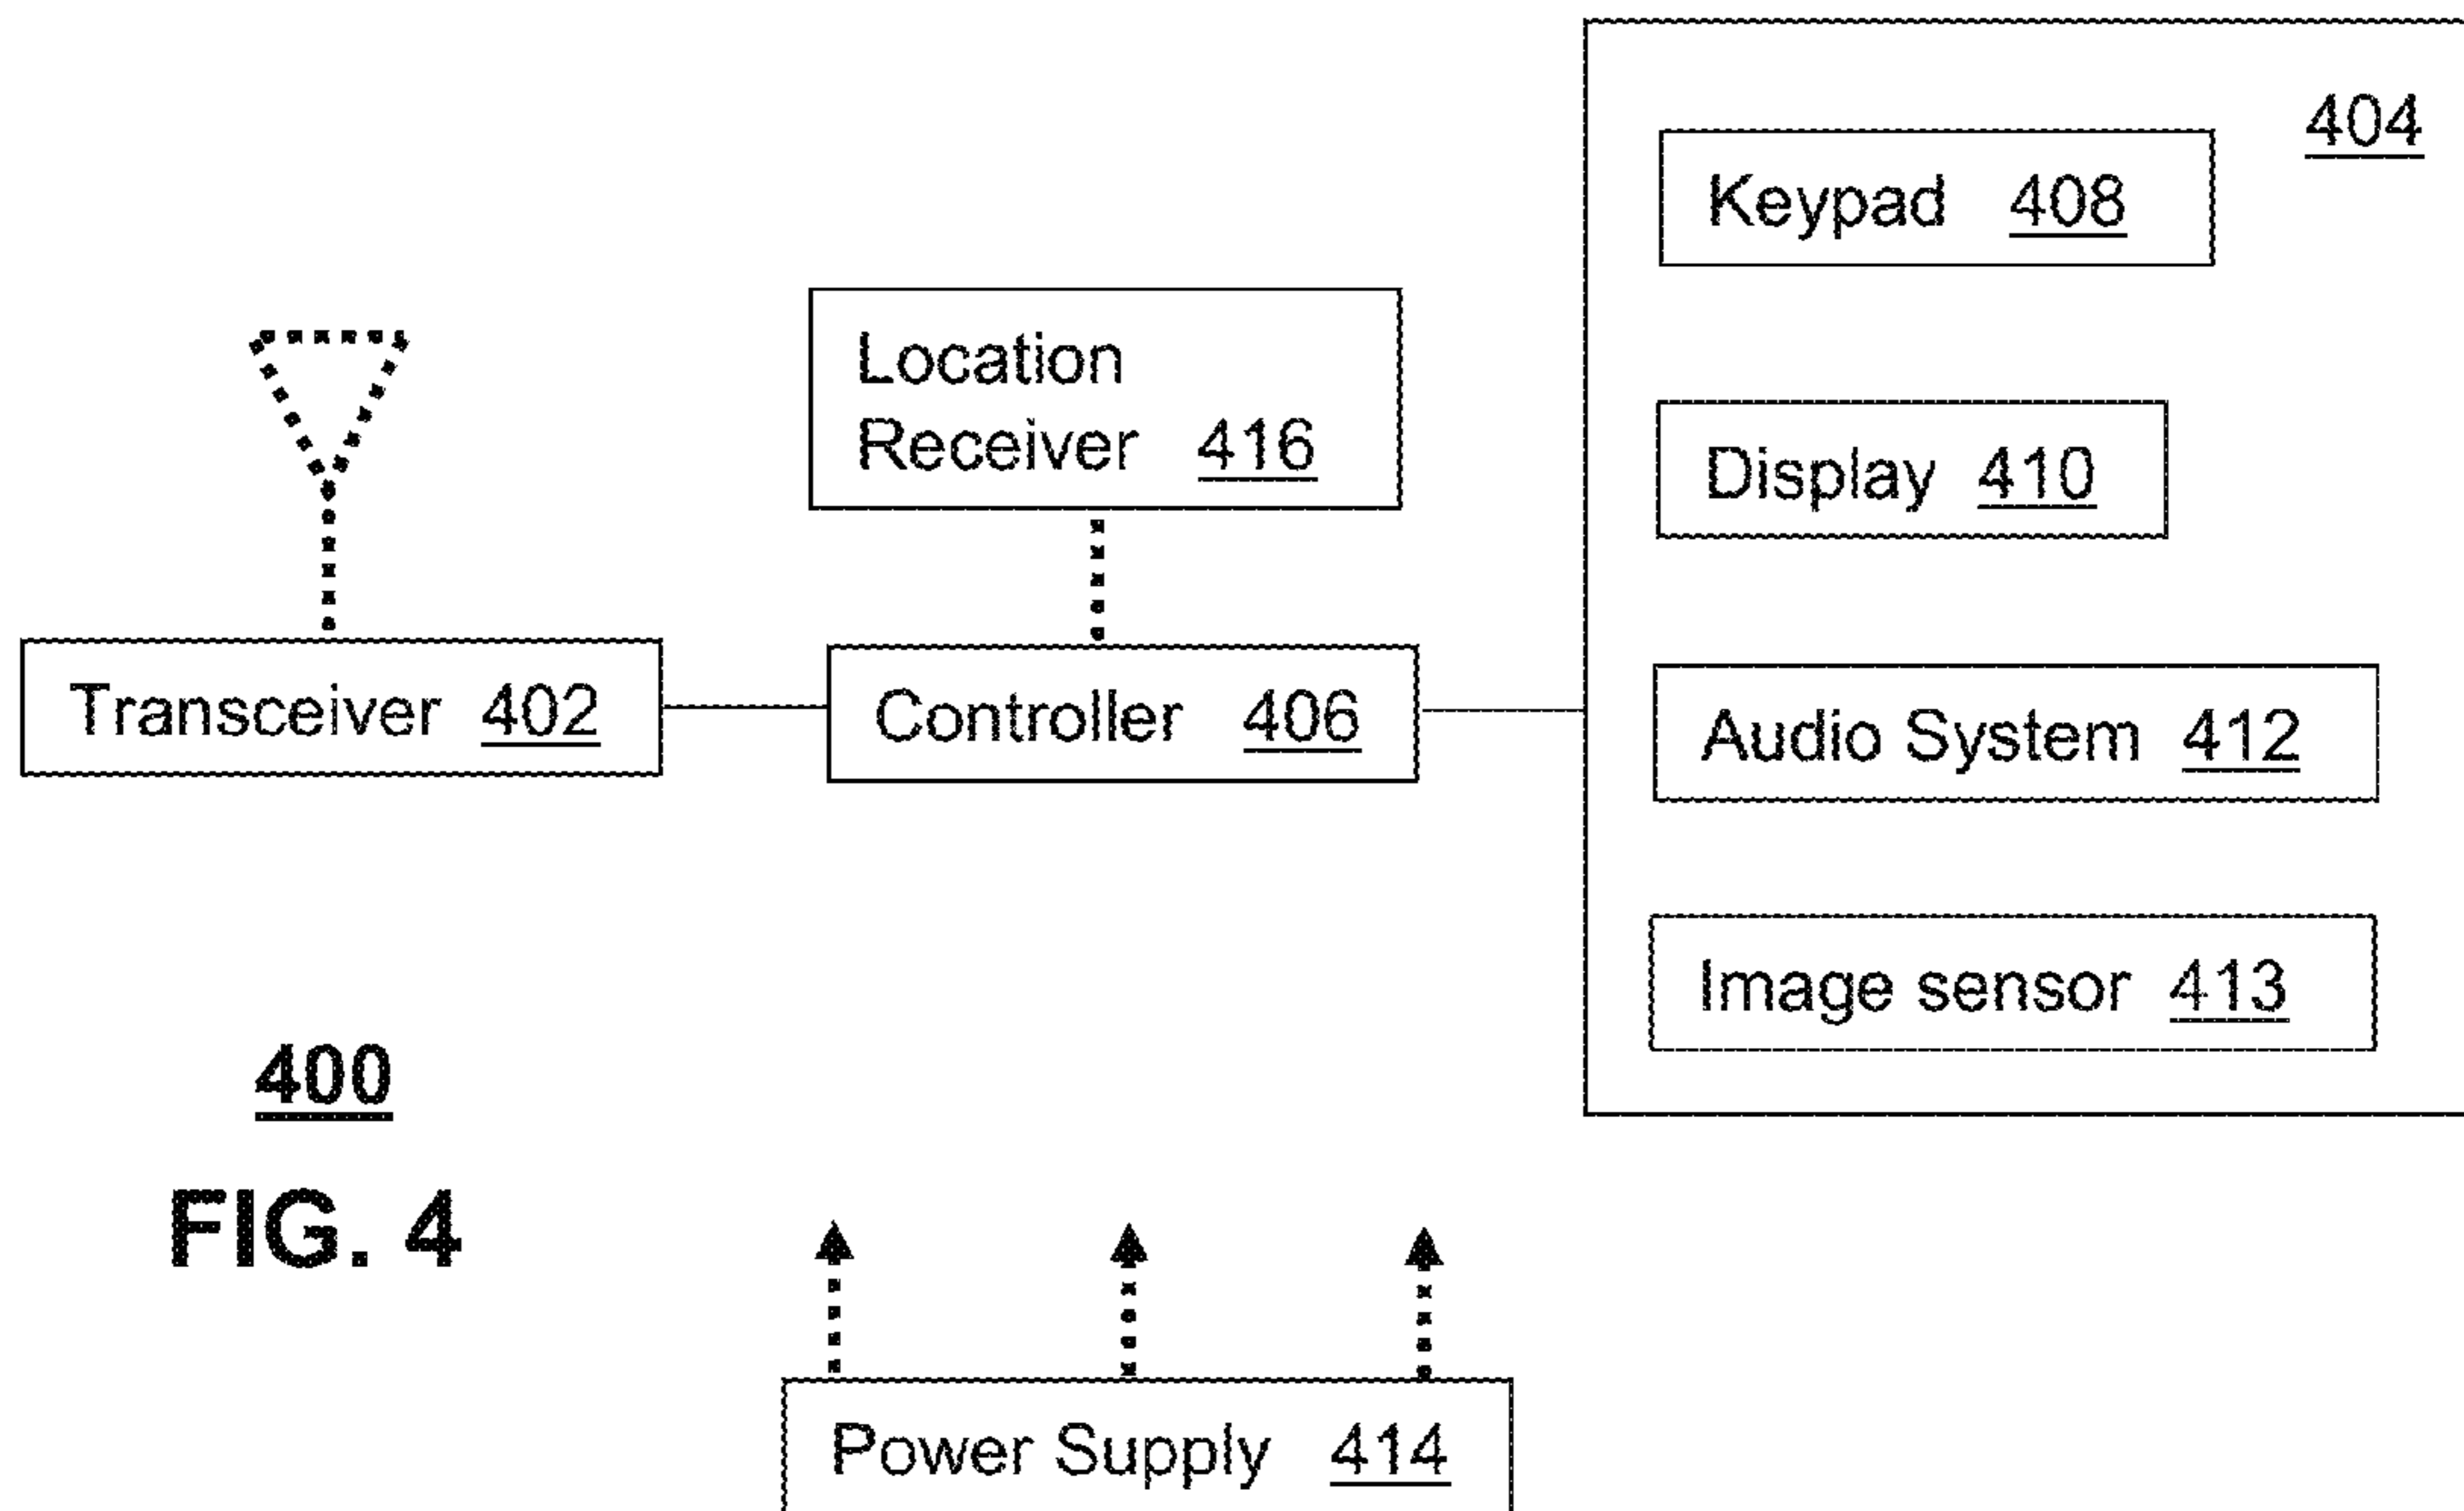 404
Keypad 408
Location
Receiver 416
Display 410
Transceiver 402
Controller 406
Audio System 412
Image sensor 413
400
FIG. 4
Power Supply 414